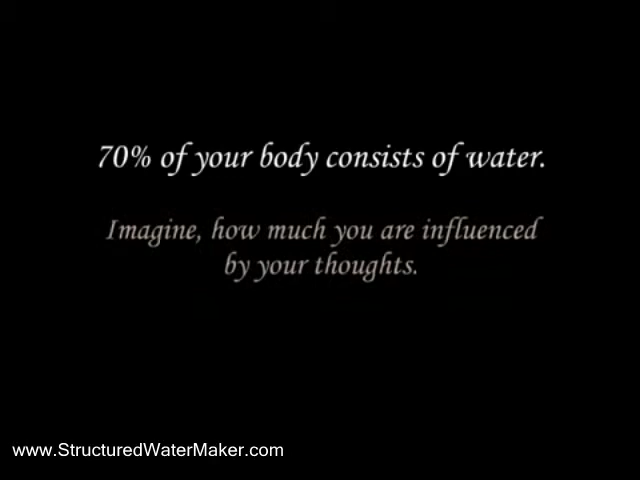 70% of your body consists of water.
Imagine, how much you are influenced
by your thoughts.
www.StructuredWaterMaker.com